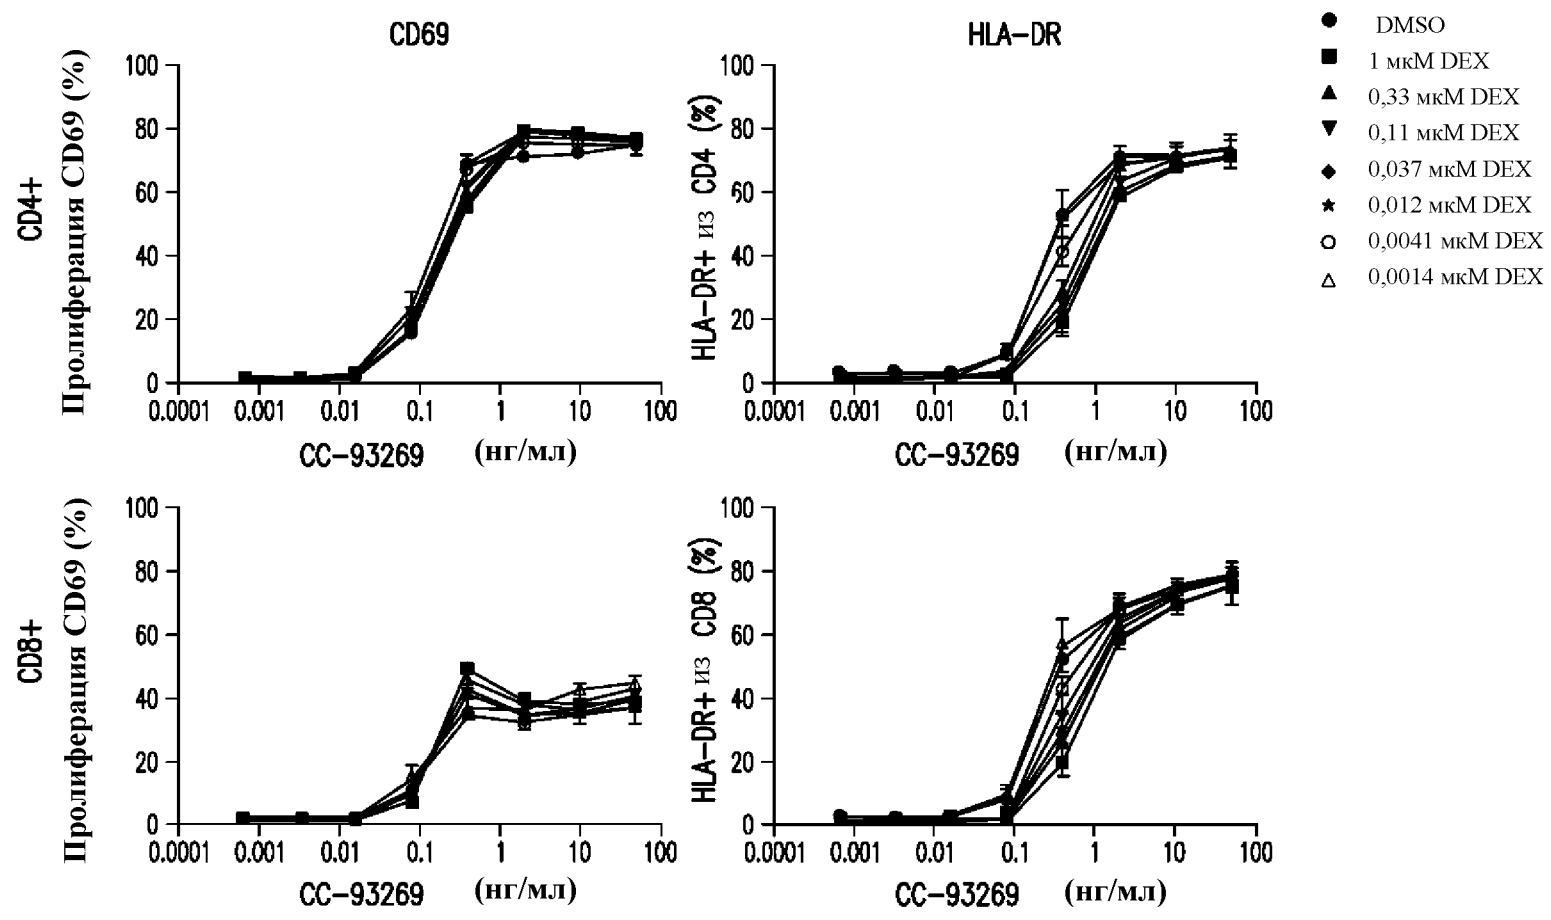 CD69
HLA-DR
DMSO
1 мкМ DEX
0,33 мкМ DEX
0,11 мкМ DEX
0,037 мкМ DEX
0,012 мкМ DEX
0,0041 мкМ DEX
0,0014 мкМ DEX
CD4+
Пролиферация CD69 (%)
100
80
60
40
20
0
0.0001 0.001 0.01 0.1 1 10 100
CC-93269 (нг/мл)
HLA-DR+ из CD4 (%)
100
80
60
40
20
0
0.0001 0.001 0.01 0.1 1 10 100
CC-93269 (нг/мл)
CD8+
Пролиферация CD69 (%)
100
80
60
40
20
0
0.0001 0.001 0.01 0.1 1 10 100
CC-93269 (нг/мл)
HLA-DR+ из CD8 (%)
100
80
60
40
20
0
0.0001 0.001 0.01 0.1 1 10 100
CC-93269 (нг/мл)